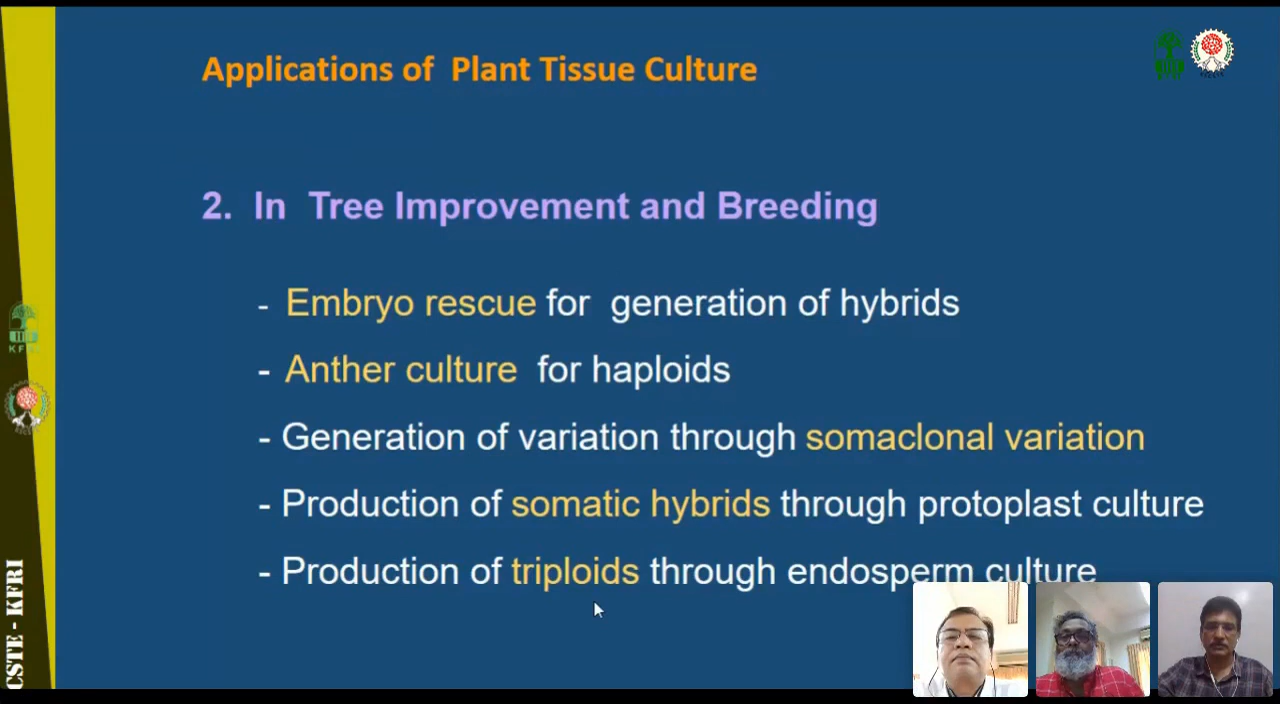 Applications of Plant Tissue Culture
2. In Tree Improvement and Breeding
- Embryo rescue for generation of hybrids
- Anther culture for haploids
- Generation of variation through somaclonal variation
- Production of somatic hybrids through protoplast culture
- Production of triploids through endosperm culture
CSTE - KFRI